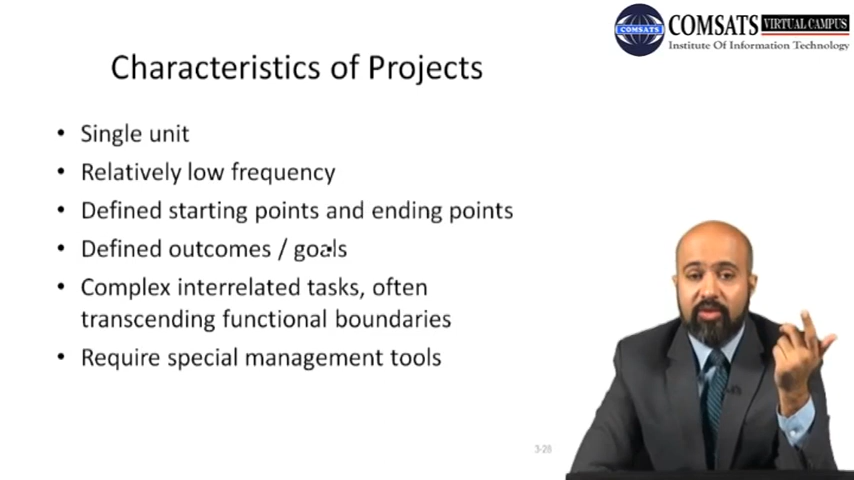 COMSATS VIRTUAL CAMPUS
COMSATS
Institute Of Information Technology
Characteristics of Projects
• Single unit
• Relatively low frequency
• Defined starting points and ending points
• Defined outcomes / goals
• Complex interrelated tasks, often
transcending functional boundaries
• Require special management tools
3-28